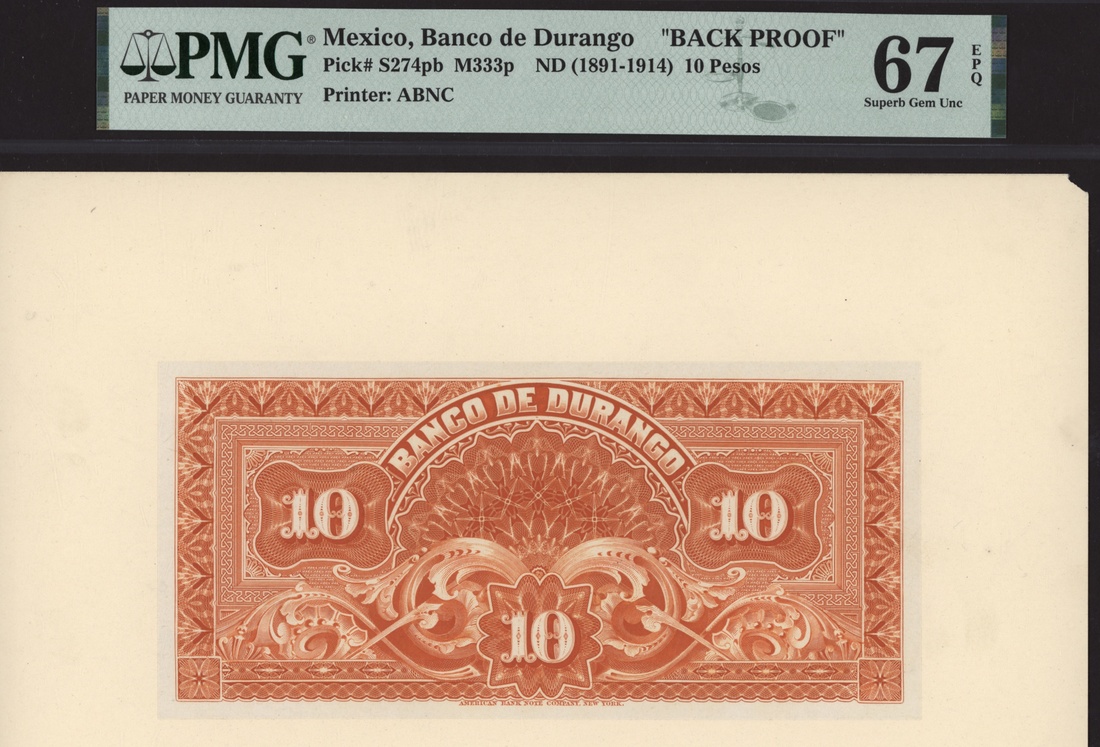 PMG®
PAPER MONEY GUARANTY
Mexico, Banco de Durango "BACK PROOF"
Pick# S274pb M333p ND (1891-1914) 10 Pesos
Printer: ABNC
67
EPQ
Superb Gem Unc
BANCO DE DURANGO
10 10
10
AMERICAN BANK NOTE COMPANY, NEW YORK.